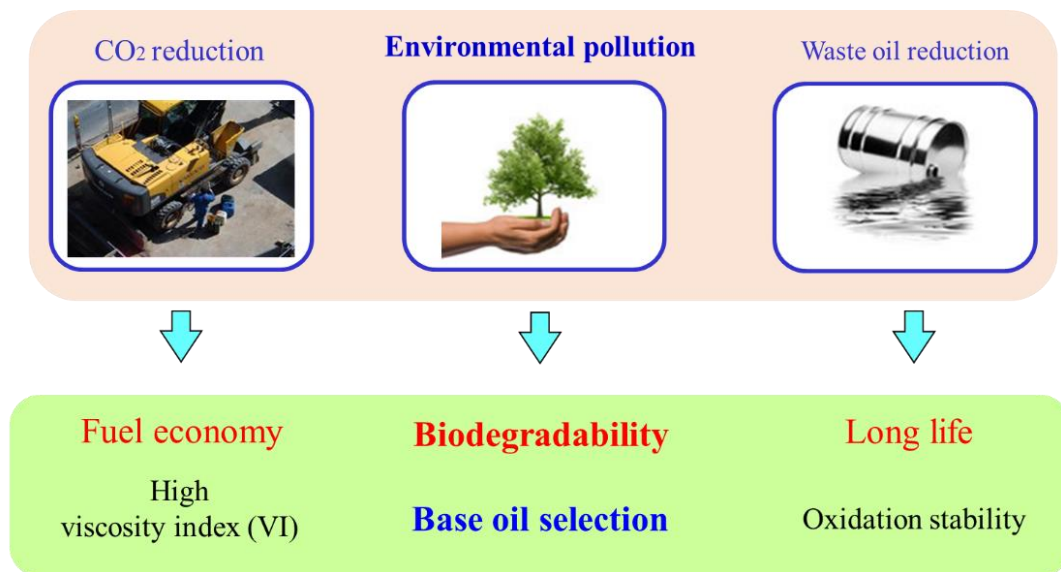 CO2 reduction
Environmental pollution
Waste oil reduction
Fuel economy
Biodegradability
Long life
High
viscosity index (VI)
Base oil selection
Oxidation stability